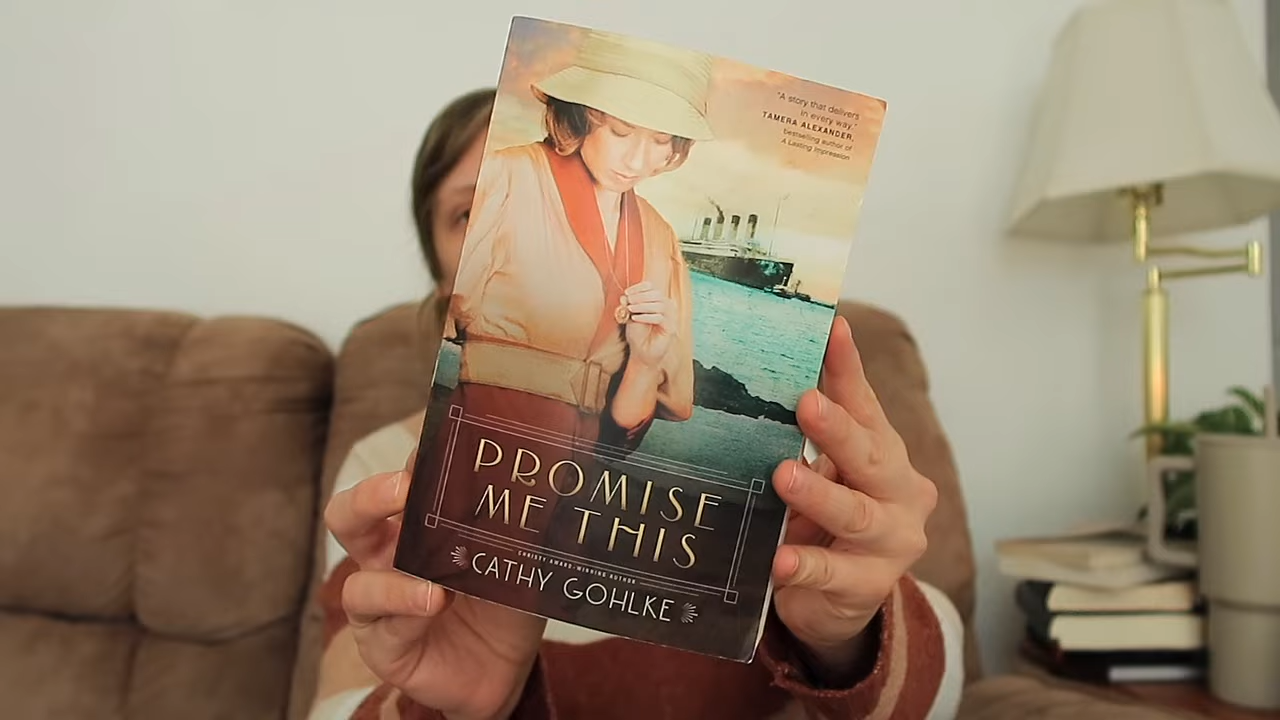 "A story that delivers
in every way."
TAMERA ALEXANDER,
bestselling author of
A Lasting Impression
PROMISE
ME THIS
CHRISTY AWARD-WINNING AUTHOR
CATHY GOHLKE